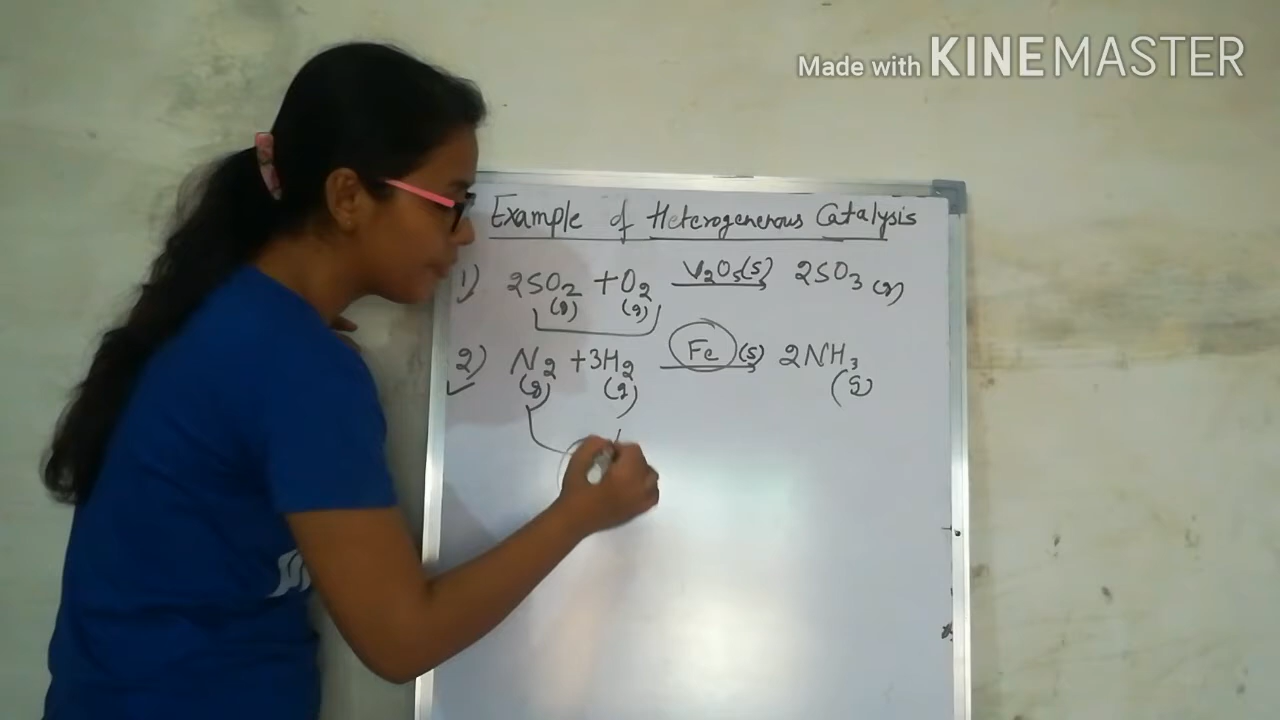 Made with KINEMASTER
Example of Heterogenerous Catalysis
1) 2SO2 + O2 V2O5(s) 2SO3 (g)
(g) (g)
2) N2 + 3H2 Fe (s) 2NH3
(g) (g) (g)